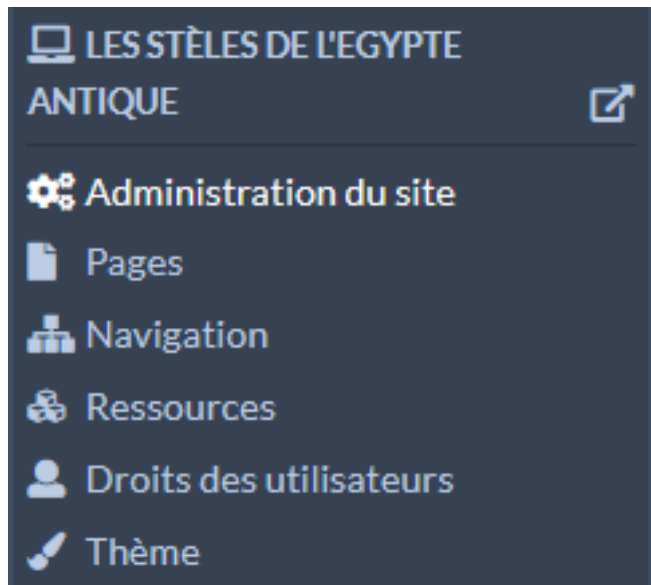 LES STÈLES DE L'EGYPTE
ANTIQUE
Administration du site
Pages
Navigation
Ressources
Droits des utilisateurs
Thème